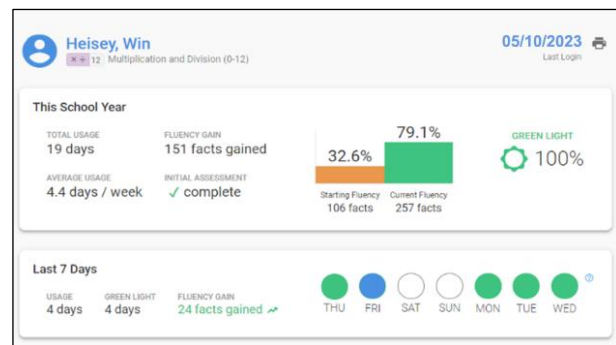 Heisey, Win
05/10/2023
× ÷ 12 Multiplication and Division (0-12)
Last Login
This School Year
TOTAL USAGE
19 days
FLUENCY GAIN
151 facts gained
AVERAGE USAGE
4.4 days / week
INITIAL ASSESSMENT
✓ complete
32.6%
79.1%
Starting Fluency
106 facts
Current Fluency
257 facts
GREEN LIGHT
100%
Last 7 Days
USAGE
4 days
GREEN LIGHT
4 days
FLUENCY GAIN
24 facts gained
THU FRI SAT SUN MON TUE WED